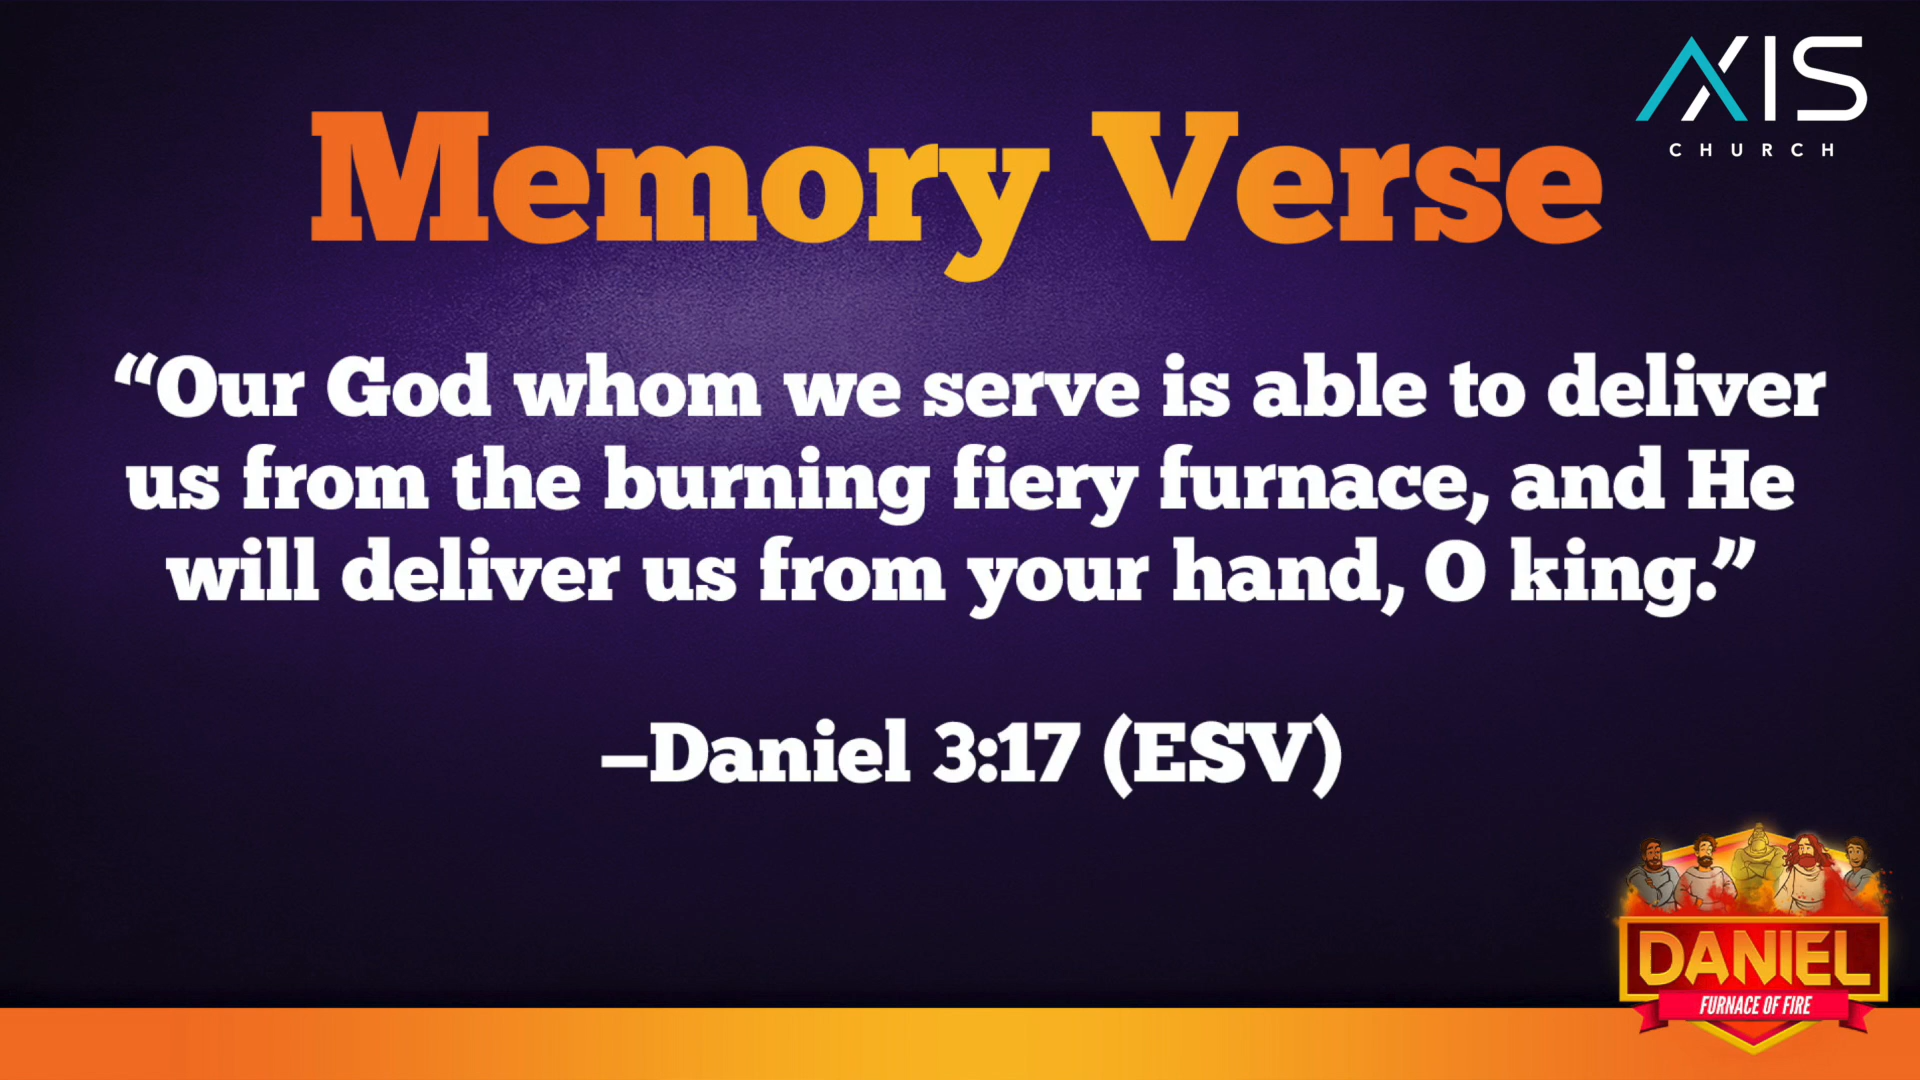 AXIS
CHURCH
Memory Verse
“Our God whom we serve is able to deliver
us from the burning fiery furnace, and He
will deliver us from your hand, O king.”
–Daniel 3:17 (ESV)
DANIEL
FURNACE OF FIRE